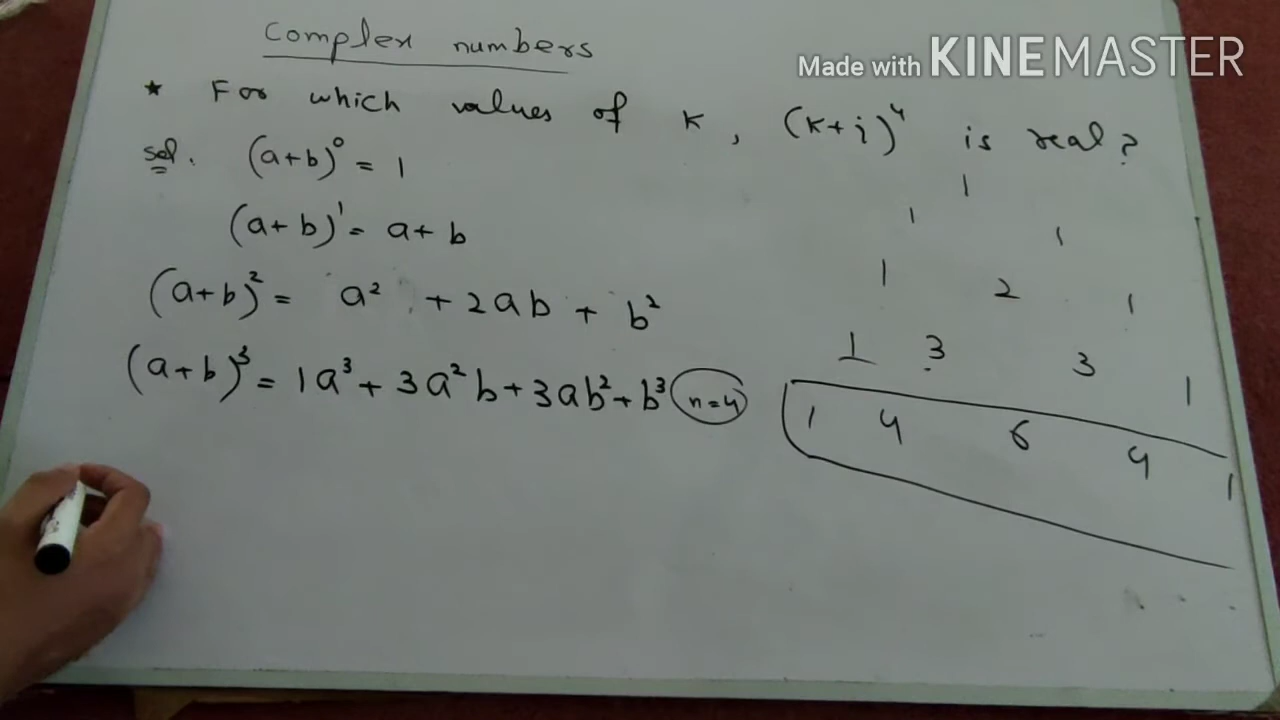 Complex numbers
Made with KINEMASTER
★ For which values of k, (k+i)⁴ is real?
sol. (a+b)⁰ = 1
(a+b)¹ = a+b
(a+b)² = a² + 2ab + b²
(a+b)³ = 1a³ + 3a²b + 3ab² + b³ n=4
1
1 1
1 2 1
1 3 3 1
1 4 6 4 1